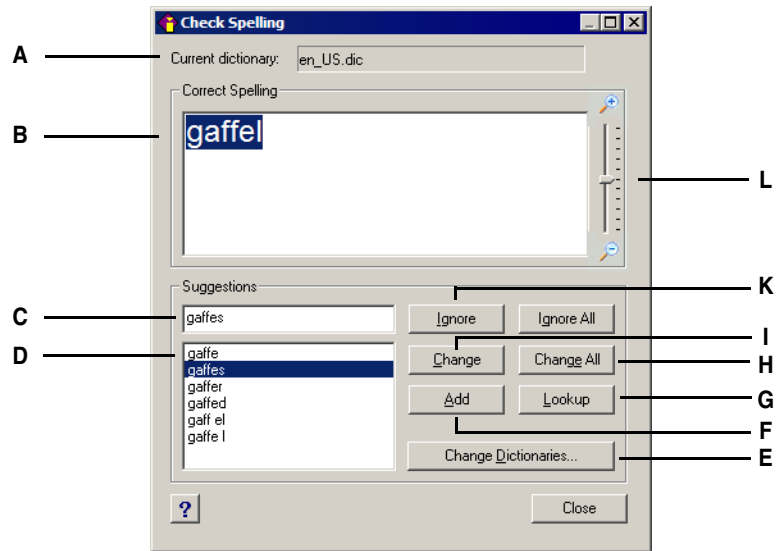 Check Spelling
A
Current dictionary: en_US.dic
Correct Spelling
B
gaffel
L
Suggestions
K
C
gaffes
Ignore
Ignore All
I
D
gaffe
gaffes
gaffer
gaffed
gaff el
gaffe l
Change
Change All
H
Add
Lookup
G
F
Change Dictionaries...
E
?
Close